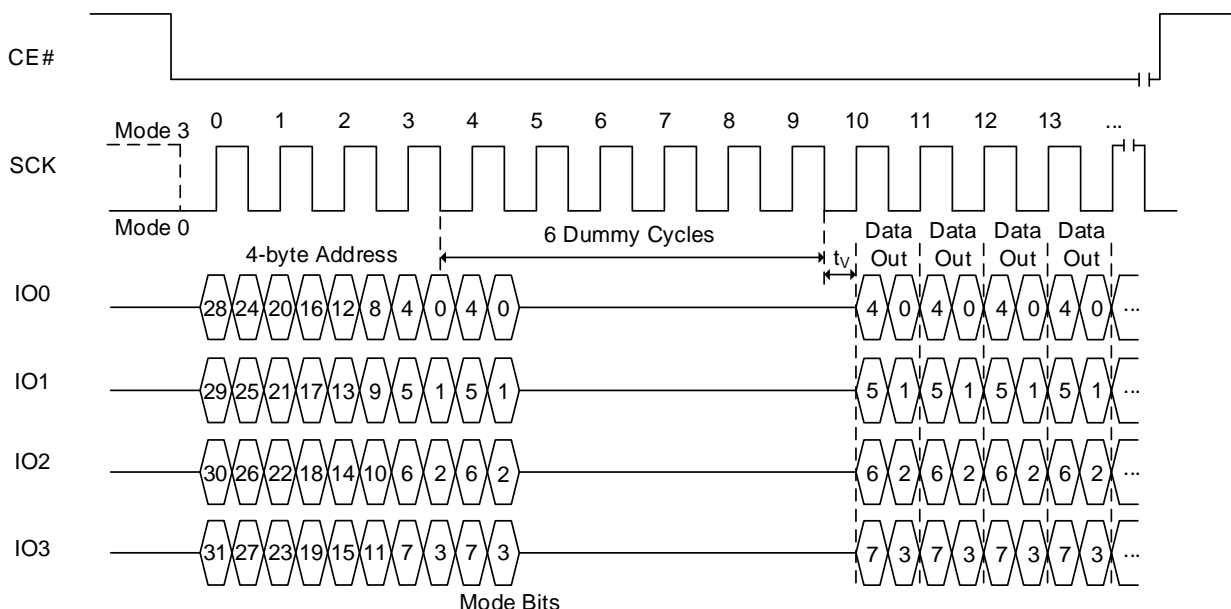 CE#
0 1 2 3 4 5 6 7 8 9 10 11 12 13 ...
Mode 3
SCK
Mode 0
6 Dummy Cycles
Data Out Data Out Data Out Data Out
4-byte Address
tV
IO0 28 24 20 16 12 8 4 0 4 0 4 0 4 0 4 0 4 0 ...
IO1 29 25 21 17 13 9 5 1 5 1 5 1 5 1 5 1 5 1 ...
IO2 30 26 22 18 14 10 6 2 6 2 6 2 6 2 6 2 6 2 ...
IO3 31 27 23 19 15 11 7 3 7 3 7 3 7 3 7 3 7 3 ...
Mode Bits